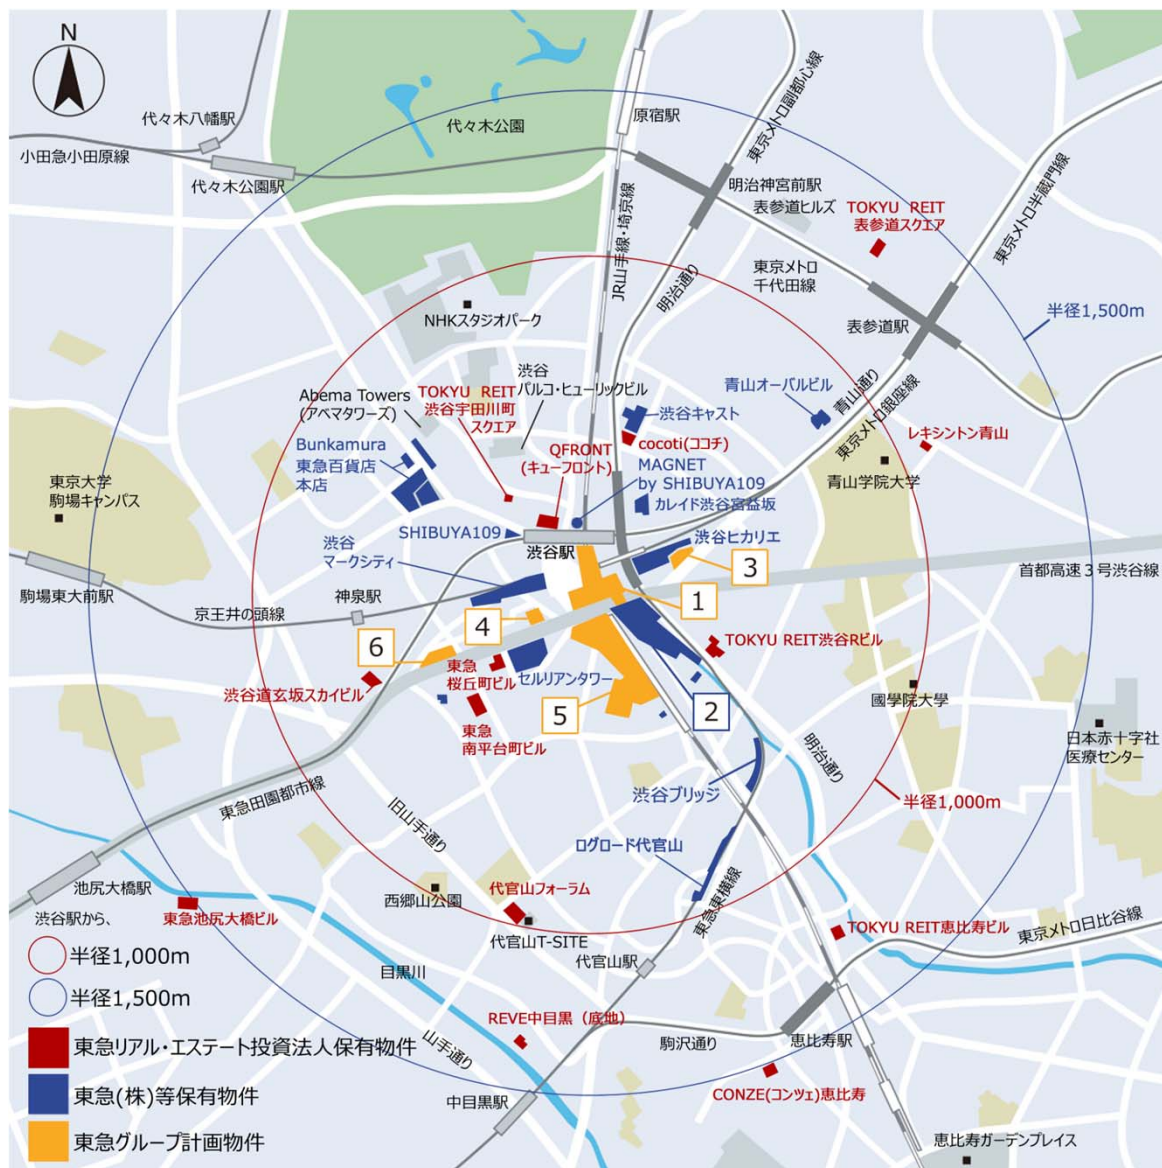 N
代々木八幡駅
小田急小田原線
代々木公園駅
代々木公園
原宿駅
東京メトロ副都心線
明治神宮前駅
表参道ヒルズ
TOKYU REIT
表参道スクエア
東京メトロ半蔵門線
JR山手線・埼京線
明治通り
東京メトロ
千代田線
表参道駅
半径1,500m
NHKスタジオパーク
渋谷
パルコ・ヒューリックビル
Abema Towers
(アベマタワーズ)
TOKYU REIT
渋谷宇田川町
スクエア
渋谷キャスト
青山オーバルビル
青山通り
東京メトロ銀座線
レキシントン青山
cocoti(ココチ)
QFRONT
(キューフロント)
MAGNET
by SHIBUYA109
Bunkamura
東急百貨店
本店
東京大学
駒場キャンパス
青山学院大学
カレイド渋谷宮益坂
SHIBUYA109
渋谷駅
渋谷ヒカリエ
渋谷
マークシティ
3
首都高速3号渋谷線
駒場東大前駅
京王井の頭線
神泉駅
1
4
6
TOKYU REIT渋谷Rビル
東急
桜丘町ビル
セルリアンタワー
渋谷道玄坂スカイビル
國學院大學
5
2
東急
南平台町ビル
日本赤十字社
医療センター
明治通り
東急田園都市線
渋谷ブリッジ
半径1,000m
旧山手通り
ログロード代官山
池尻大橋駅
西郷山公園
代官山フォーラム
東急東横線
東急池尻大橋ビル
代官山T-SITE
TOKYU REIT恵比寿ビル
東京メトロ日比谷線
代官山駅
目黒川
渋谷駅から、
半径1,000m
半径1,500m
REVE中目黒（底地）
山手通り
駒沢通り
恵比寿駅
中目黒駅
CONZE(コンツェ)恵比寿
恵比寿ガーデンプレイス
東急リアル・エステート投資法人保有物件
東急(株)等保有物件
東急グループ計画物件